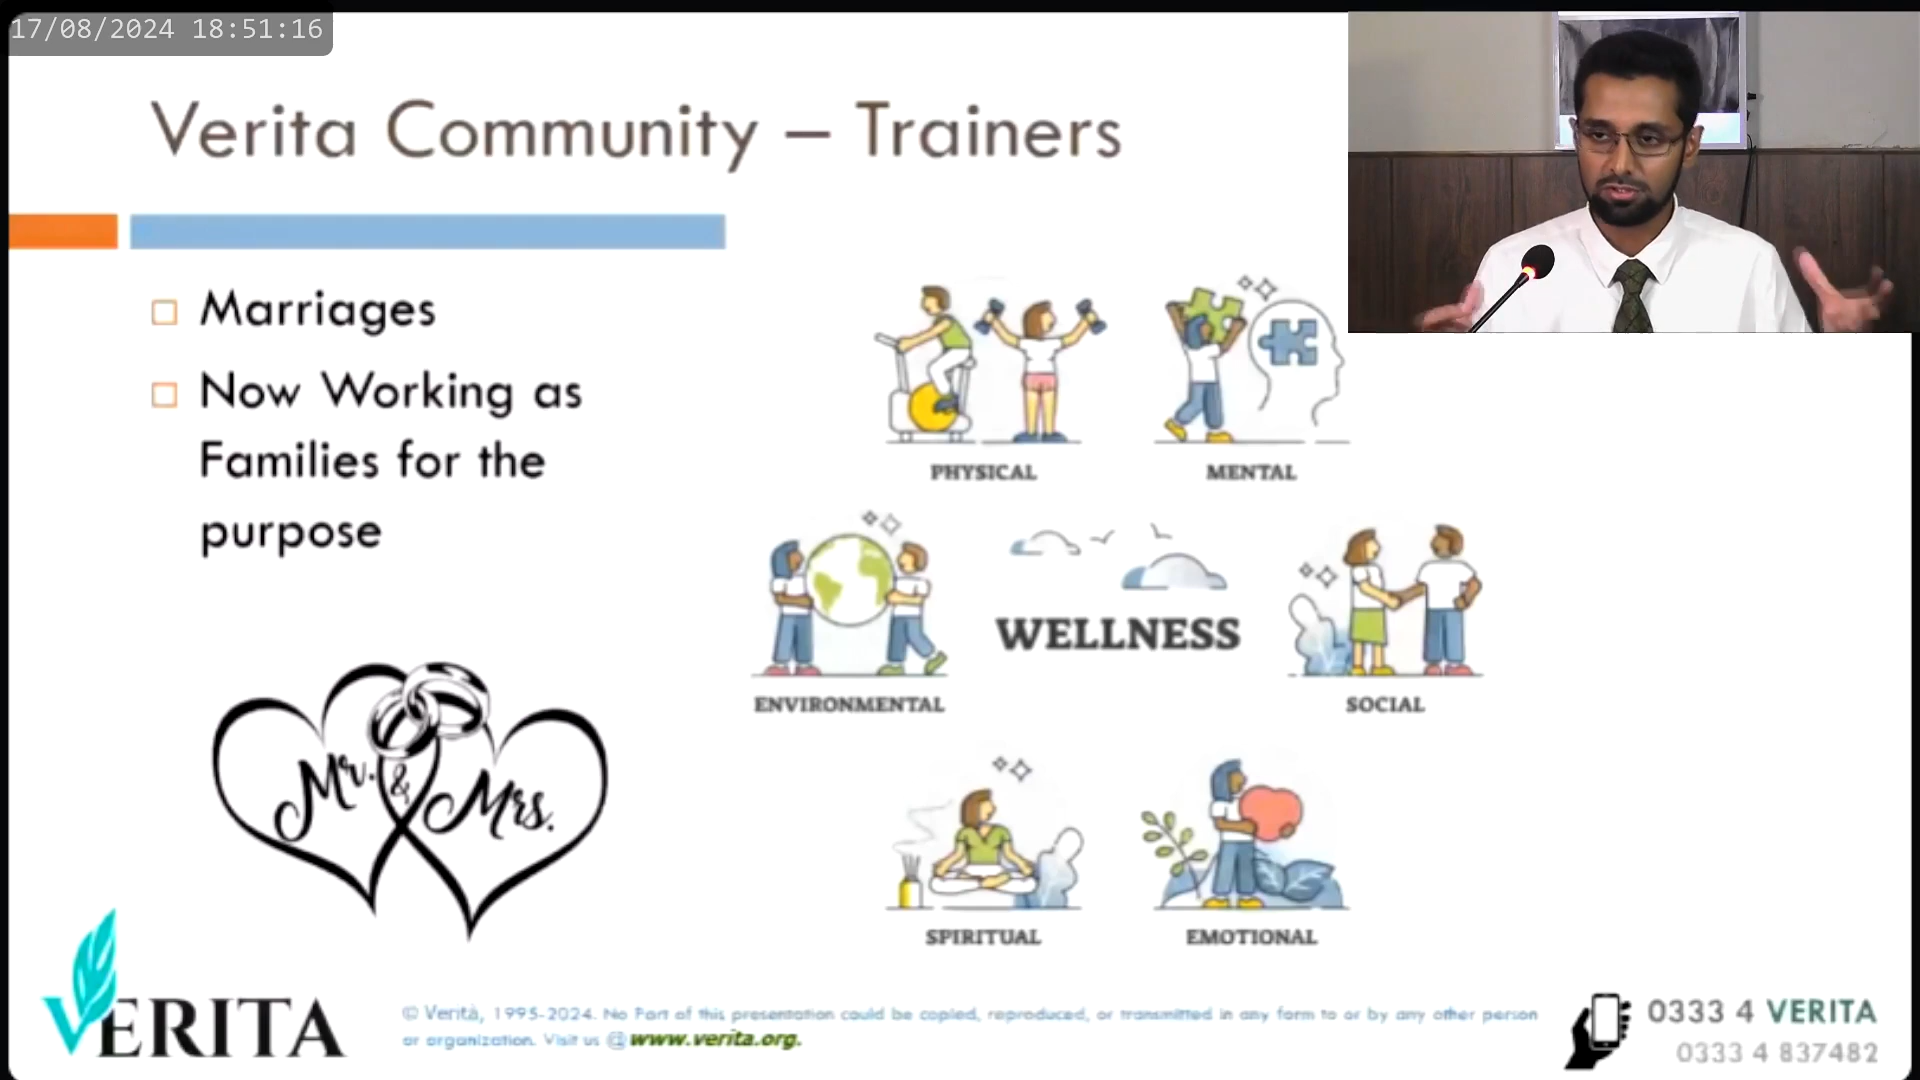 17/08/2024 18:51:16
Verita Community – Trainers
Marriages
Now Working as
Families for the
purpose
PHYSICAL
MENTAL
ENVIRONMENTAL
WELLNESS
SOCIAL
SPIRITUAL
EMOTIONAL
Mr. & Mrs.
VERITA
© Verità, 1995-2024. No Part of this presentation could be copied, reproduced, or transmitted in any form to or by any other person
or organization. Visit us @www.verita.org.
0333 4 VERITA
0333 4 837482